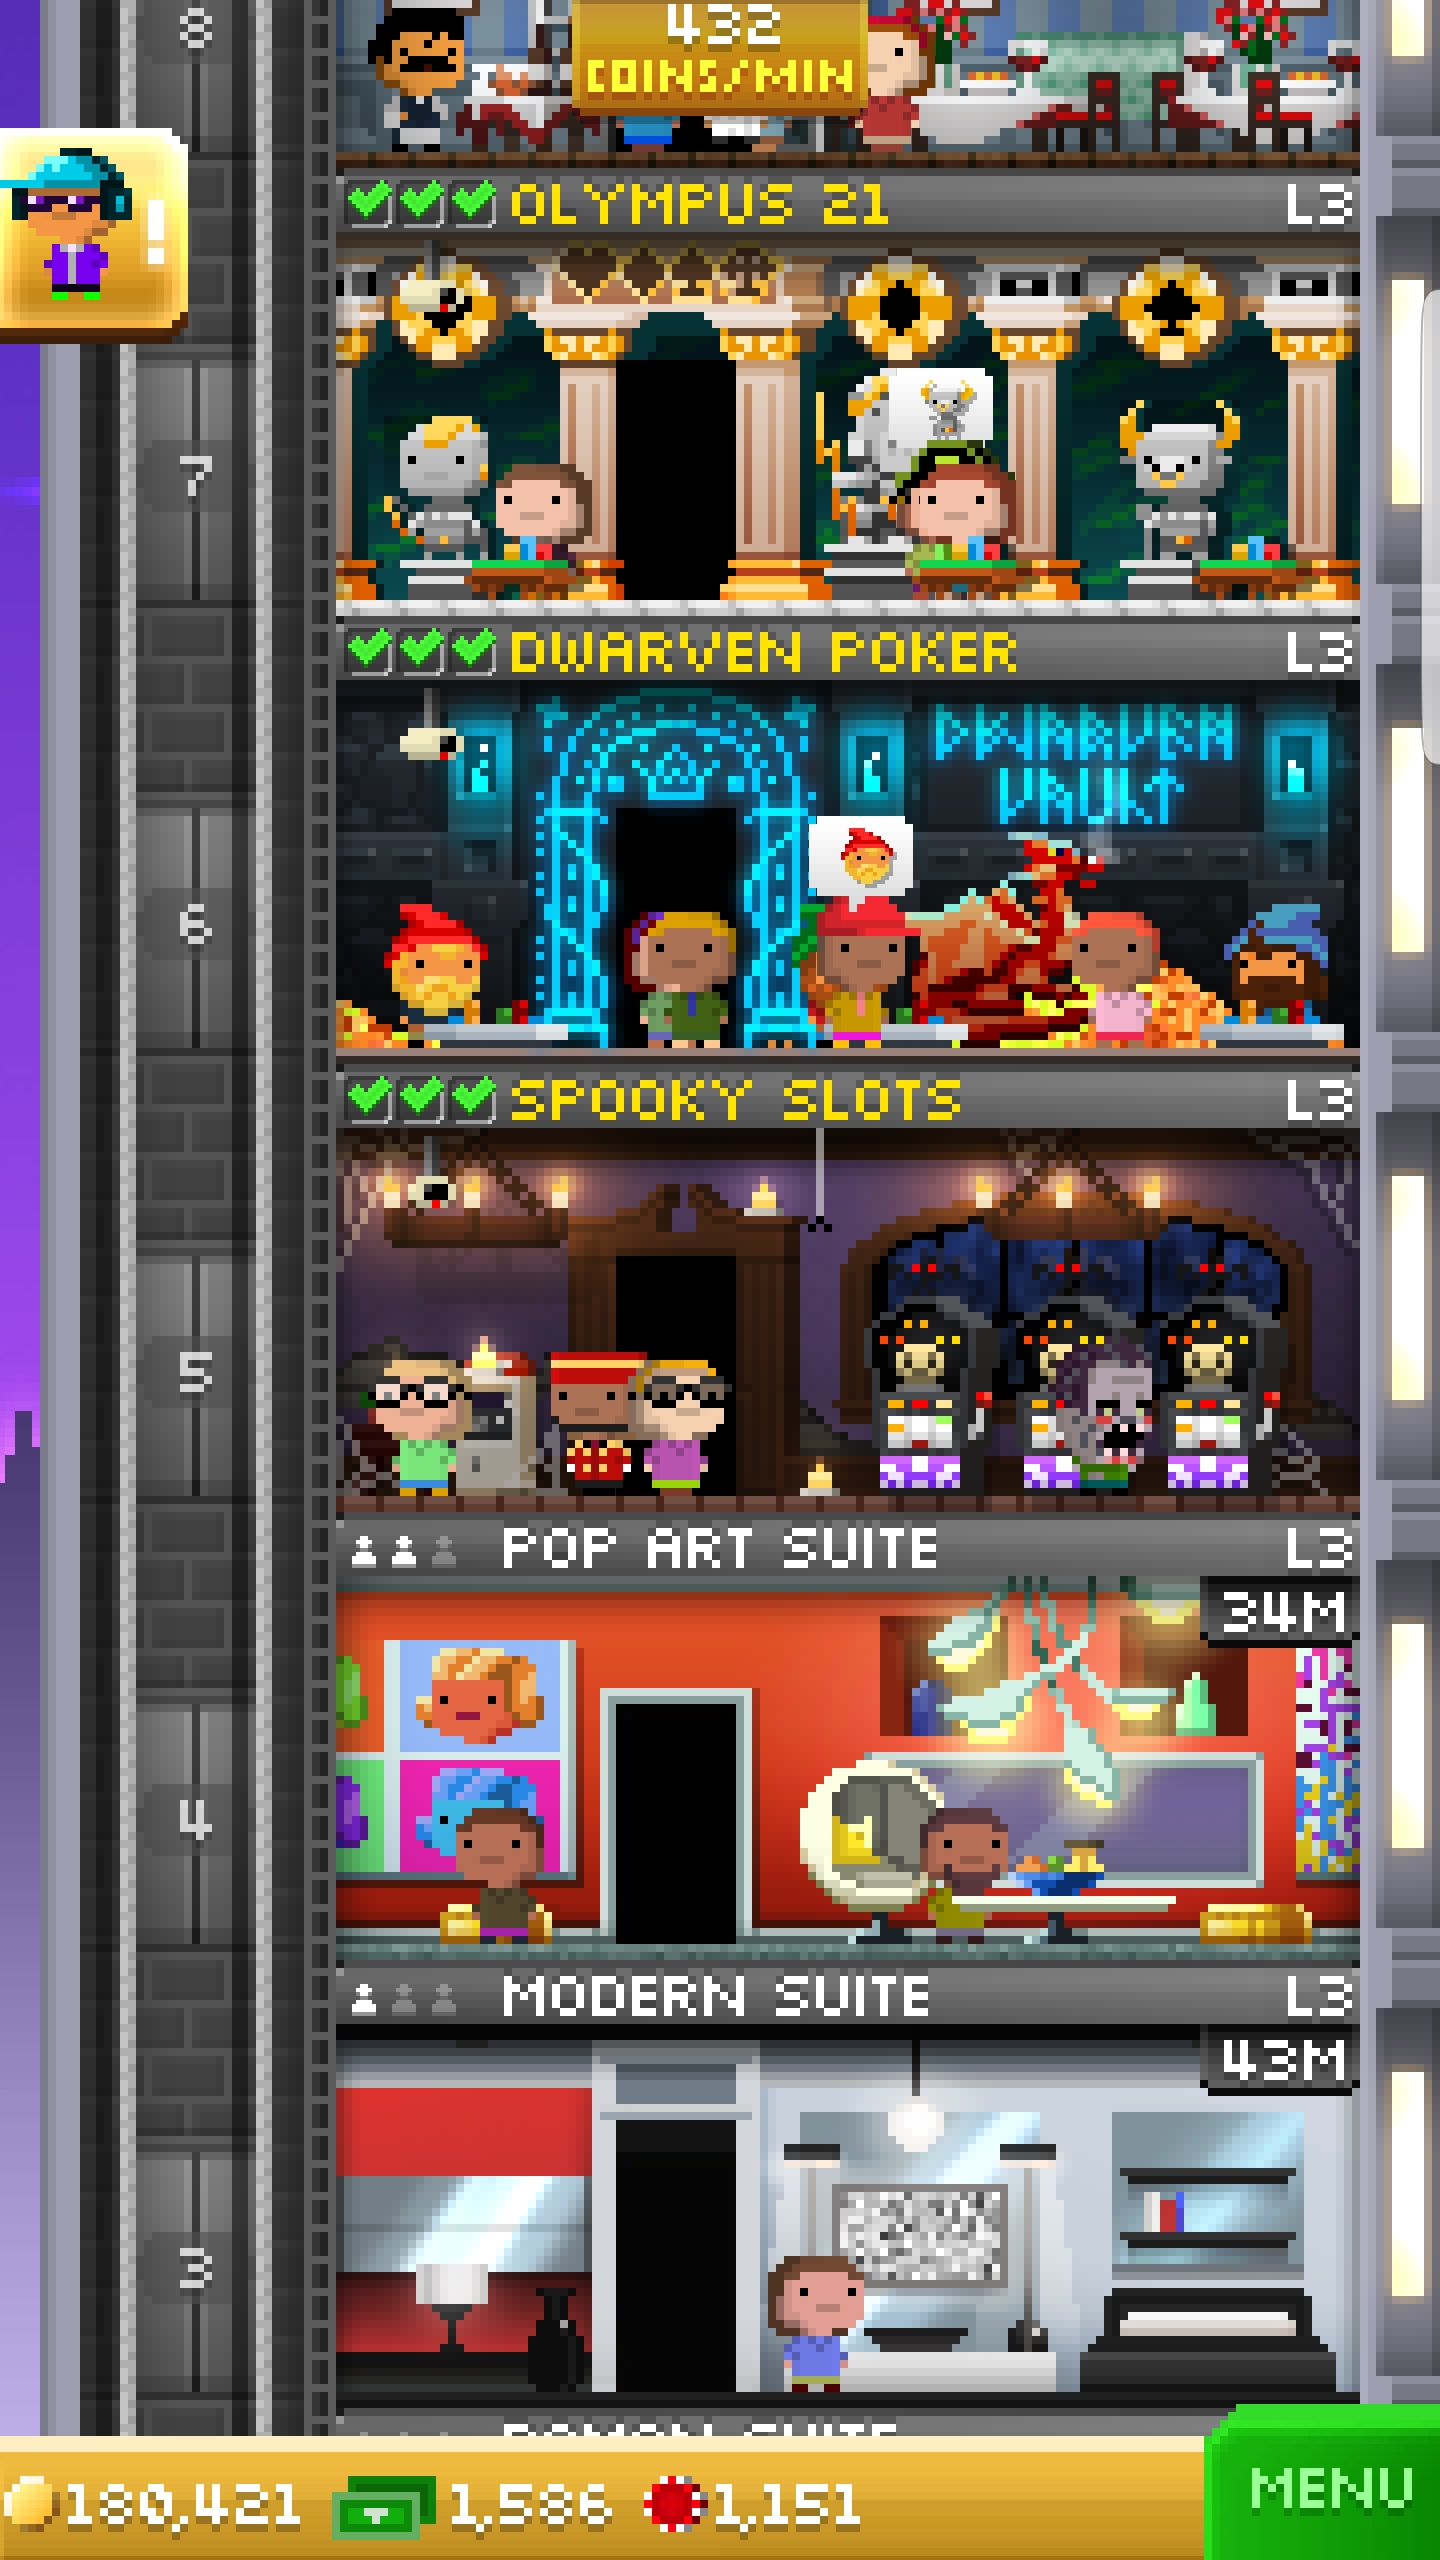 8
432
COINS/MIN
!
OLYMPUS 21 L3
7
DWARVEN POKER L3
DWARVEN
VAULT
6
SPOOKY SLOTS L3
5
POP ART SUITE L3
34M
4
MODERN SUITE L3
43M
3
180,421 1,586 1,151
MENU